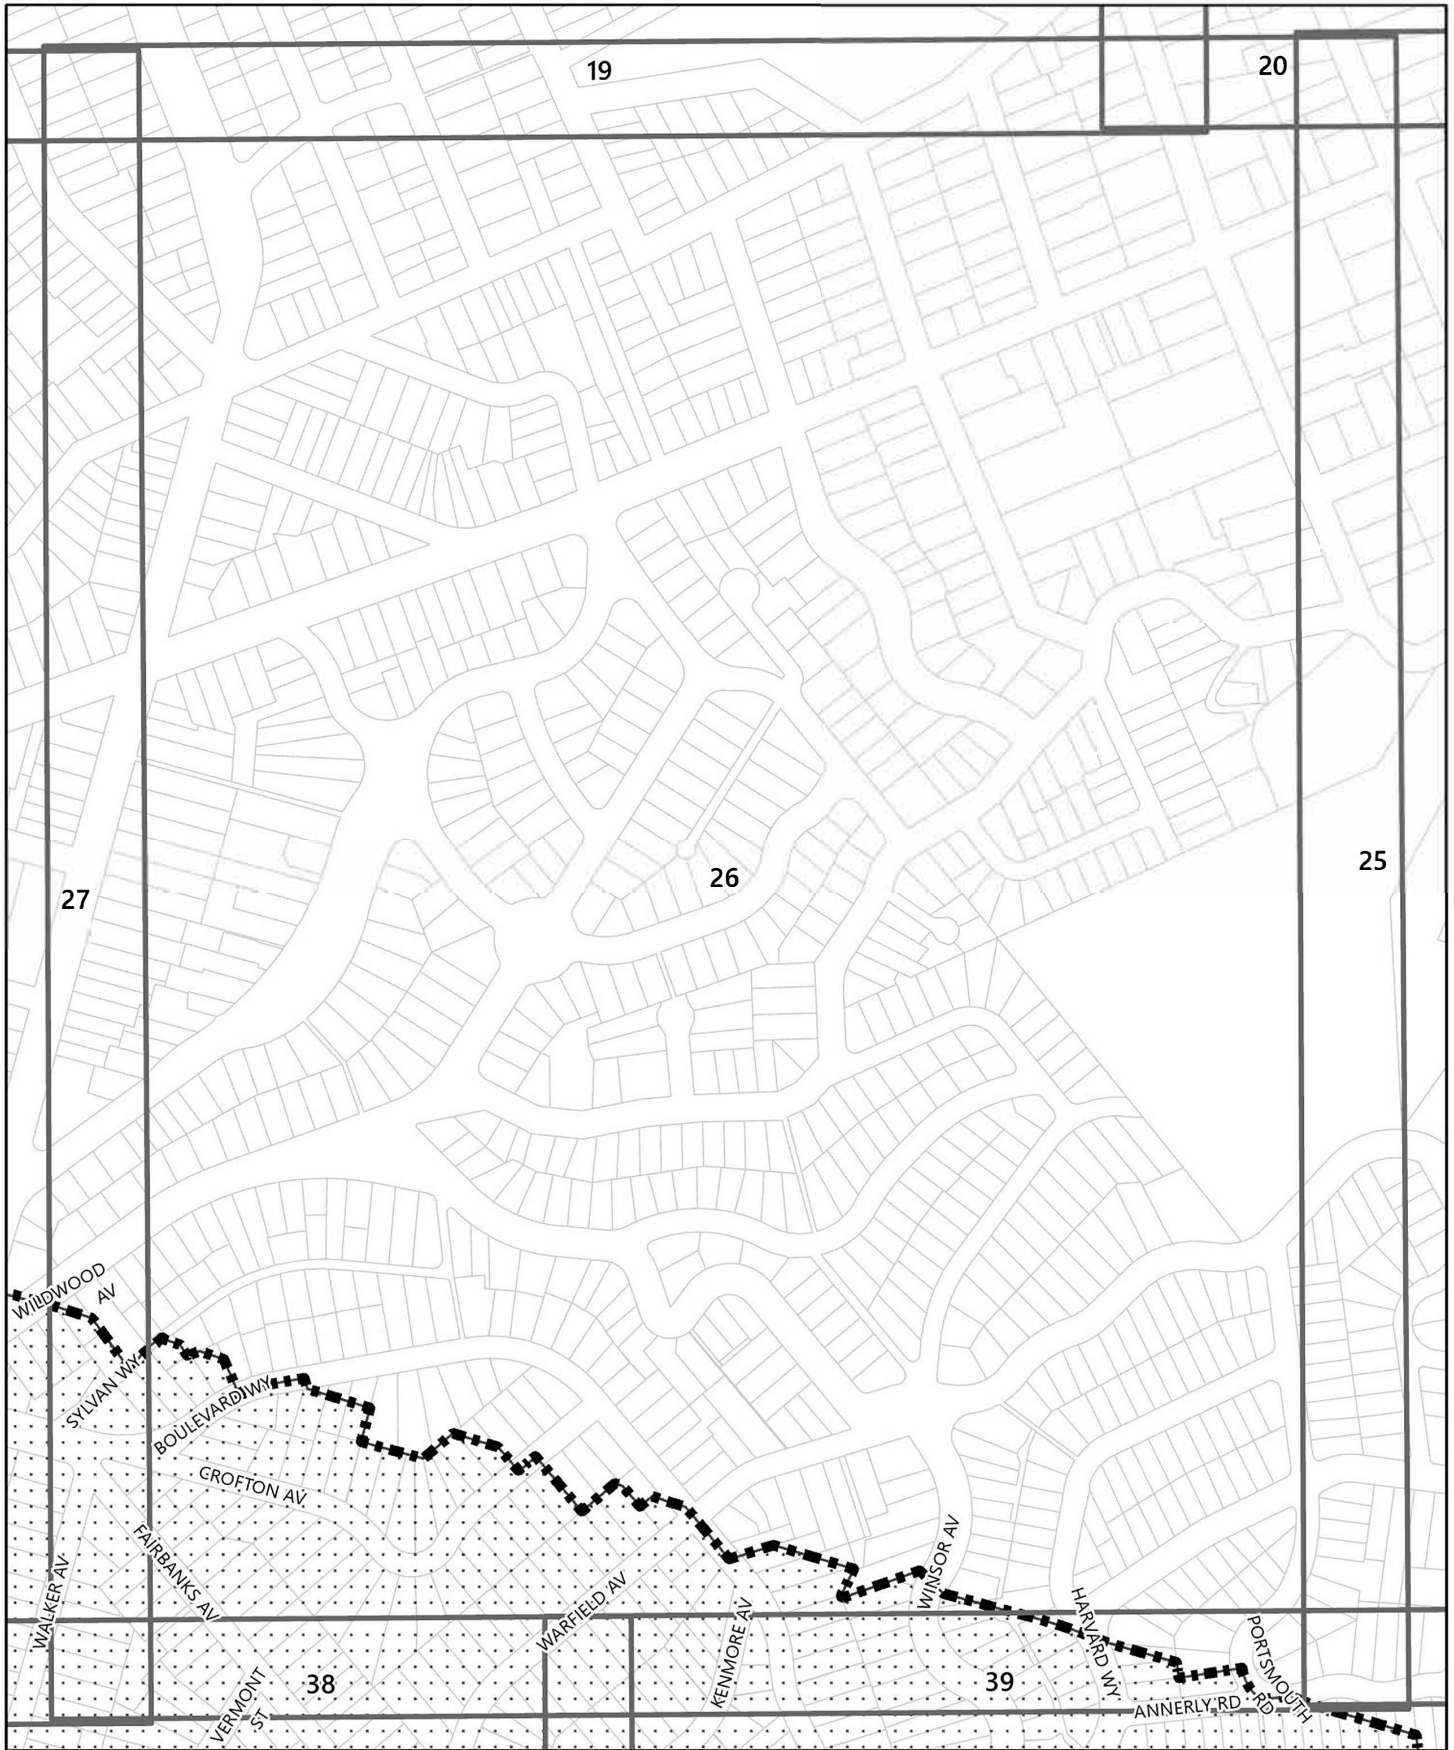 19
20
26
25
27
WILDWOOD
AV
SYLVAN WY
BOULEVARD WY
CROFTON AV
FAIRBANKS AV
WALKER AV
WARFIELD AV
WINSOR AV
KENMORE AV
HARVARD WY
PORTSMOUTH
RD
38
39
VERMONT
ST
ANNERLY RD